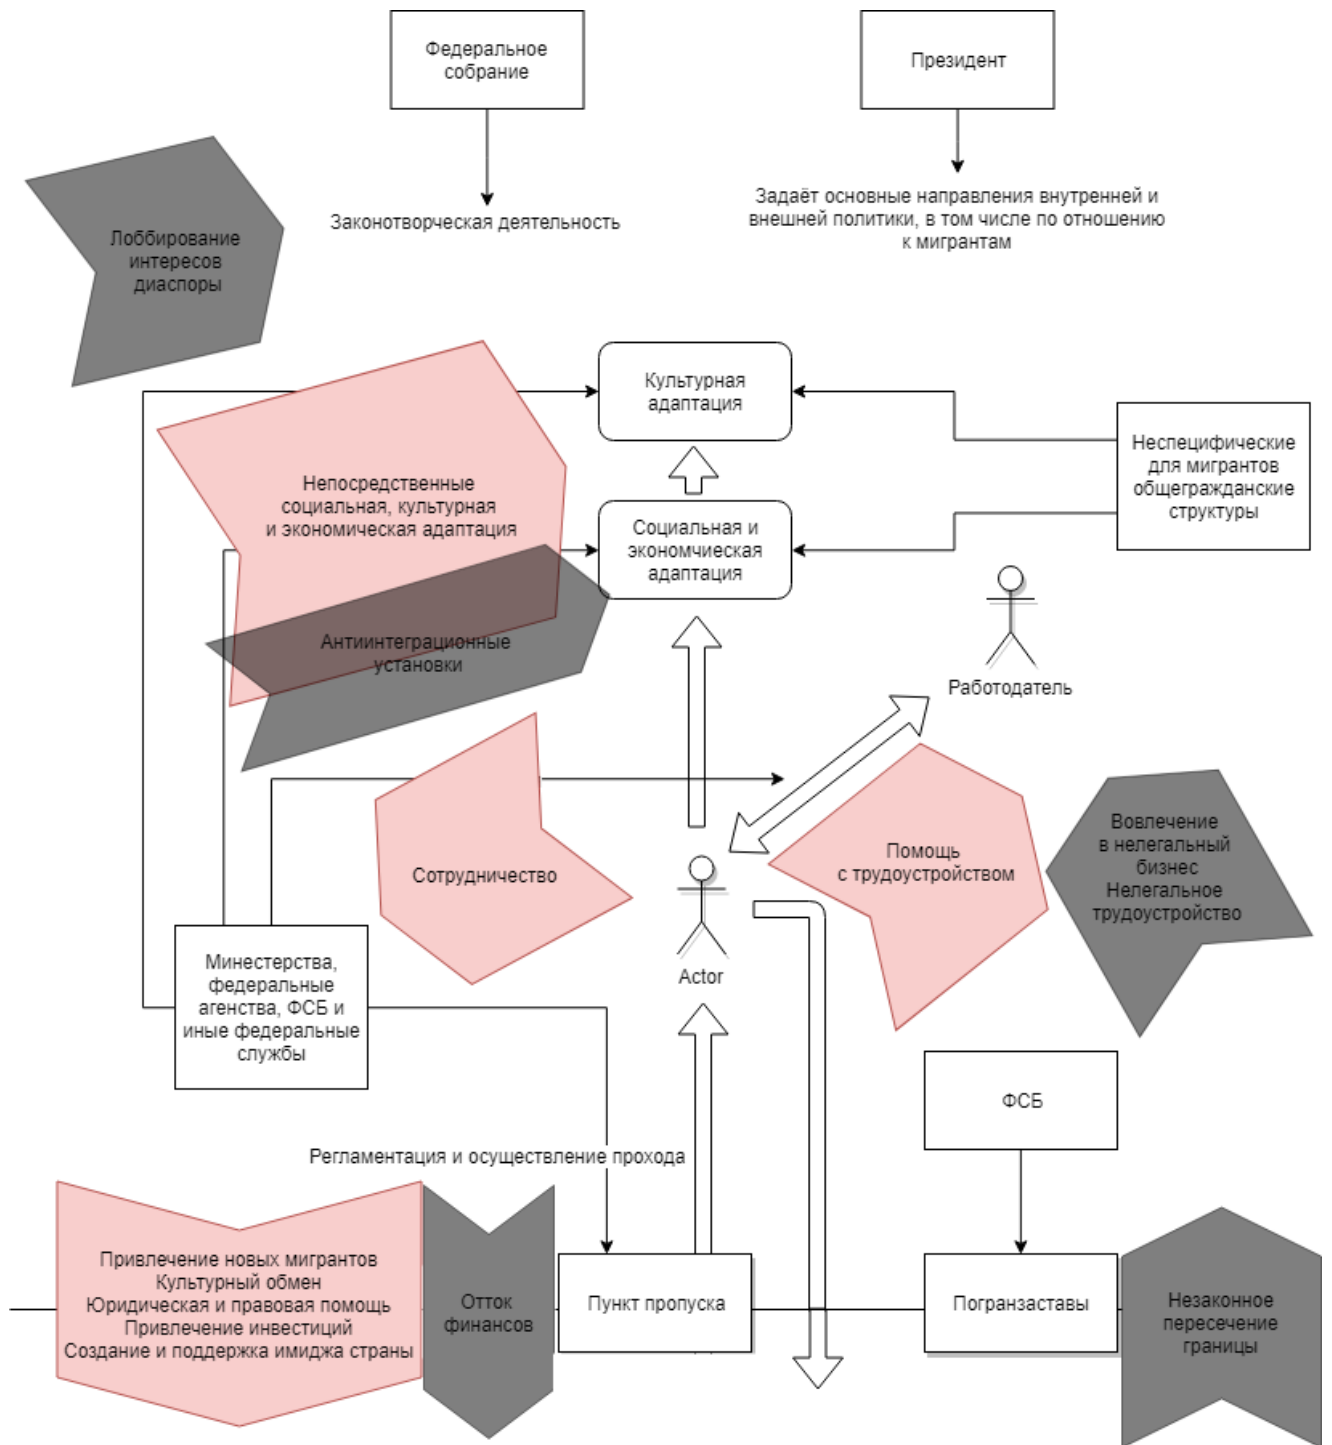 Федеральное
собрание
Президент
Законотворческая деятельность
Задаёт основные направления внутренней и
внешней политики, в том числе по отношению
к мигрантам
Лоббирование
интересов
диаспоры
Культурная
адаптация
Неспецифические
для мигрантов
общегражданские
структуры
Непосредственные
социальная, культурная
и экономическая адаптация
Социальная и
экономчиеская
адаптация
Антиинтеграционные
установки
Работодатель
Сотрудничество
Помощь
с трудоустройством
Вовлечение
в нелегальный
бизнес
Нелегальное
трудоустройство
Actor
Минестерства,
федеральные
агенства, ФСБ и
иные федеральные
службы
ФСБ
Регламентация и осуществление прохода
Привлечение новых мигрантов
Культурный обмен
Юридическая и правовая помощь
Привлечение инвестиций
Создание и поддержка имиджа страны
Отток
финансов
Пункт пропуска
Погранзаставы
Незаконное
пересечение
границы